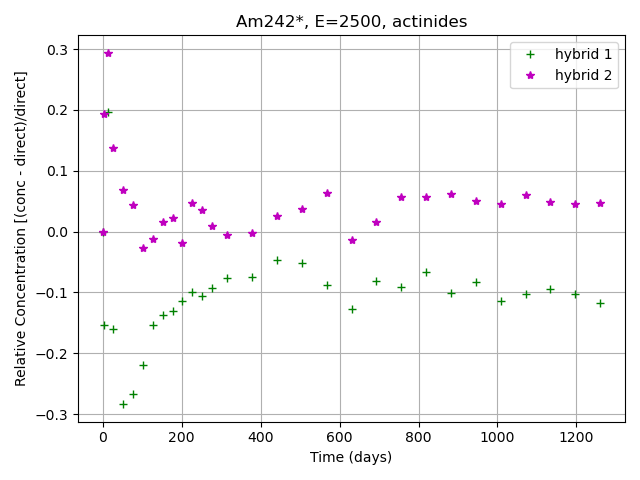 Am242*, E=2500, actinides
hybrid 1
hybrid 2
Relative Concentration [(conc - direct)/direct]
0.3
0.2
0.1
0.0
−0.1
−0.2
−0.3
0 200 400 600 800 1000 1200
Time (days)